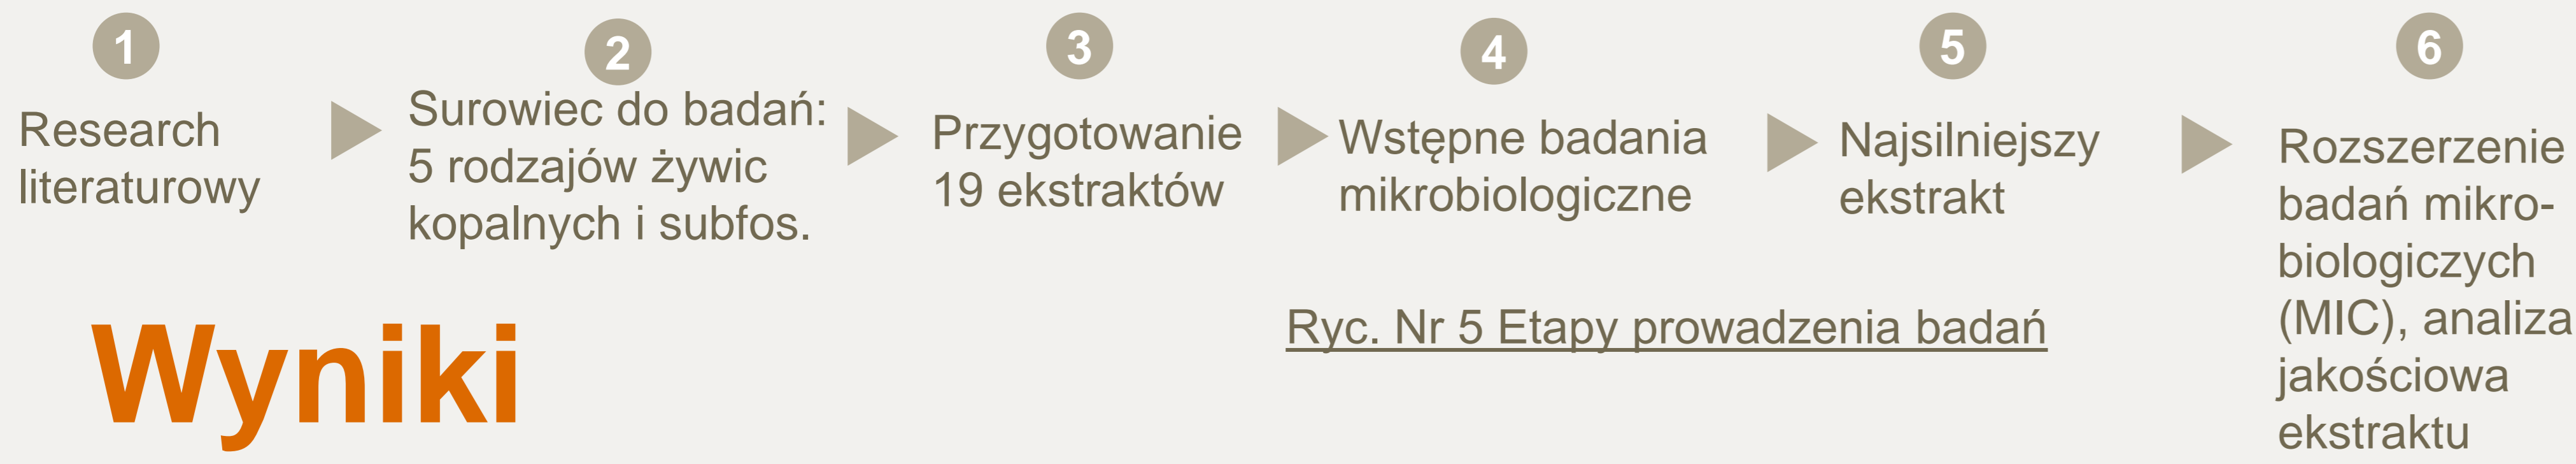 1
Research
literaturowy
2
Surowiec do badań:
5 rodzajów żywic
kopalnych i subfos.
3
Przygotowanie
19 ekstraktów
4
Wstępne badania
mikrobiologiczne
5
Najsilniejszy
ekstrakt
6
Rozszerzenie
badań mikro-
biologiczych
(MIC), analiza
jakościowa
ekstraktu
Ryc. Nr 5 Etapy prowadzenia badań
Wyniki